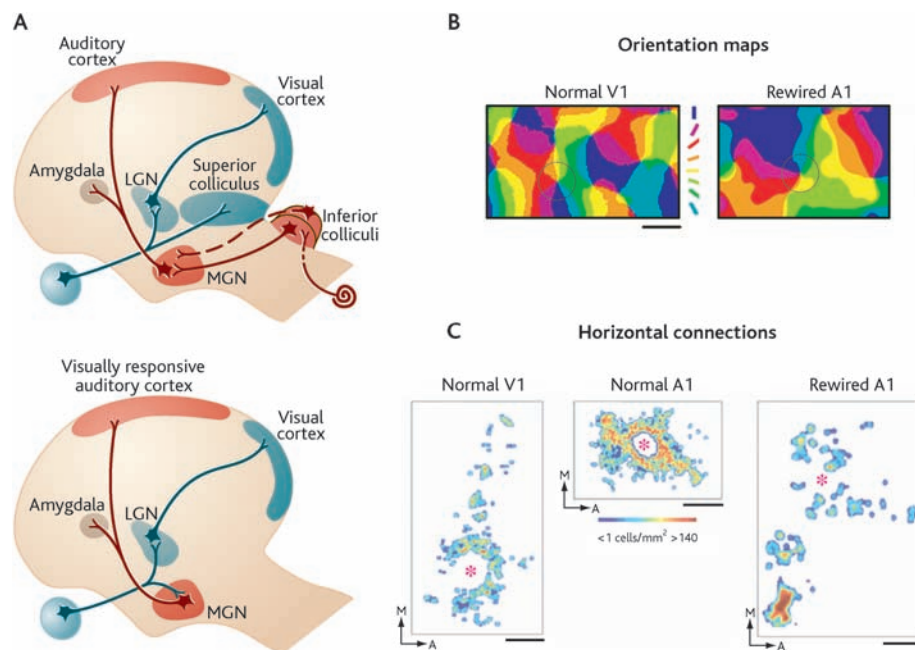 A
Auditory
cortex
Visual
cortex
Amygdala
LGN
Superior
colliculus
Inferior
colliculi
MGN
Visually responsive
auditory cortex
Visual
cortex
Amygdala
LGN
MGN
B
Orientation maps
Normal V1
Rewired A1
C
Horizontal connections
Normal V1
Normal A1
Rewired A1
M
A
M
A
< 1 cells/mm² > 140
M
A